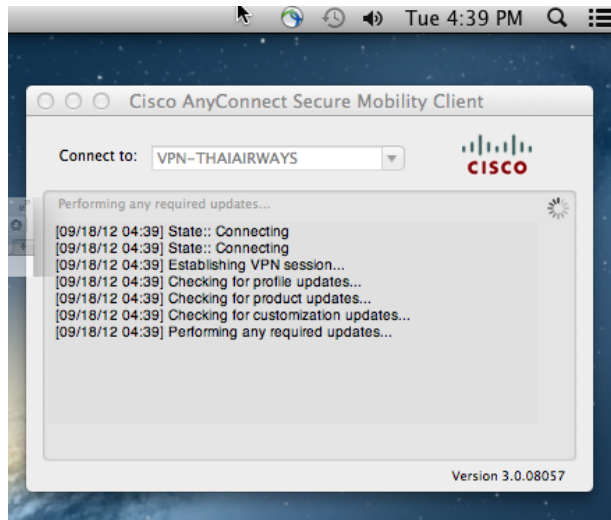 Tue 4:39 PM
Cisco AnyConnect Secure Mobility Client
Connect to: VPN-THAIAIRWAYS
CISCO
Performing any required updates...
[09/18/12 04:39] State:: Connecting
[09/18/12 04:39] State:: Connecting
[09/18/12 04:39] Establishing VPN session...
[09/18/12 04:39] Checking for profile updates...
[09/18/12 04:39] Checking for product updates...
[09/18/12 04:39] Checking for customization updates...
[09/18/12 04:39] Performing any required updates...
Version 3.0.08057